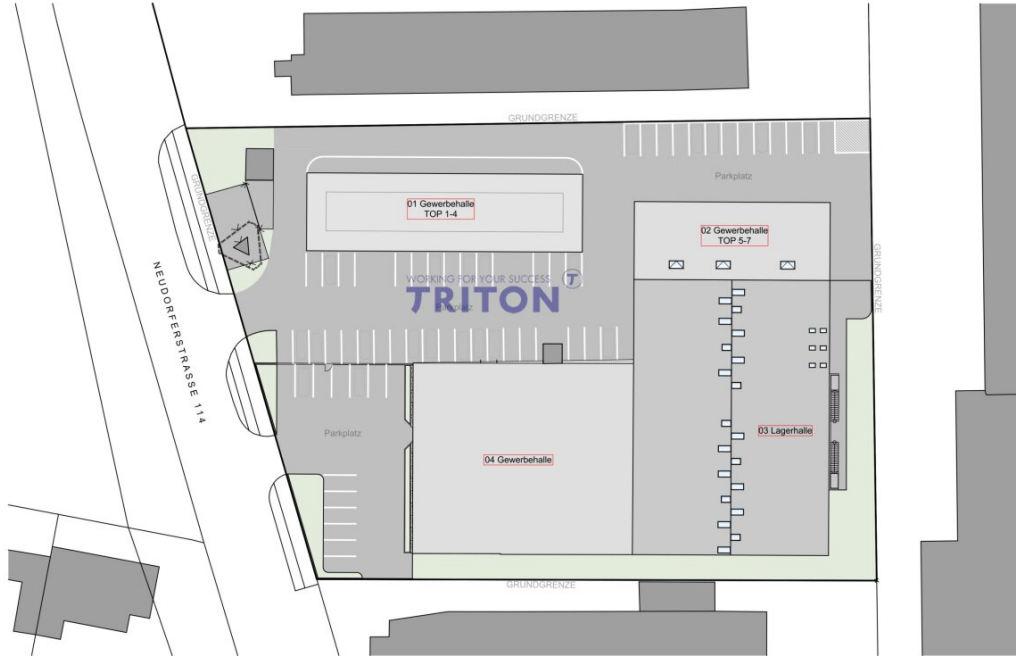 GRUNDGRENZE
Parkplatz
GRUNDGRENZE
01 Gewerbehalle
TOP 1-4
02 Gewerbehalle
TOP 5-7
GRUNDGRENZE
NEUDORFERSTRASSE 114
WORKING FOR YOUR SUCCESS
T
TRITON
Parkplatz
Parkplatz
03 Lagerhalle
04 Gewerbehalle
GRUNDGRENZE